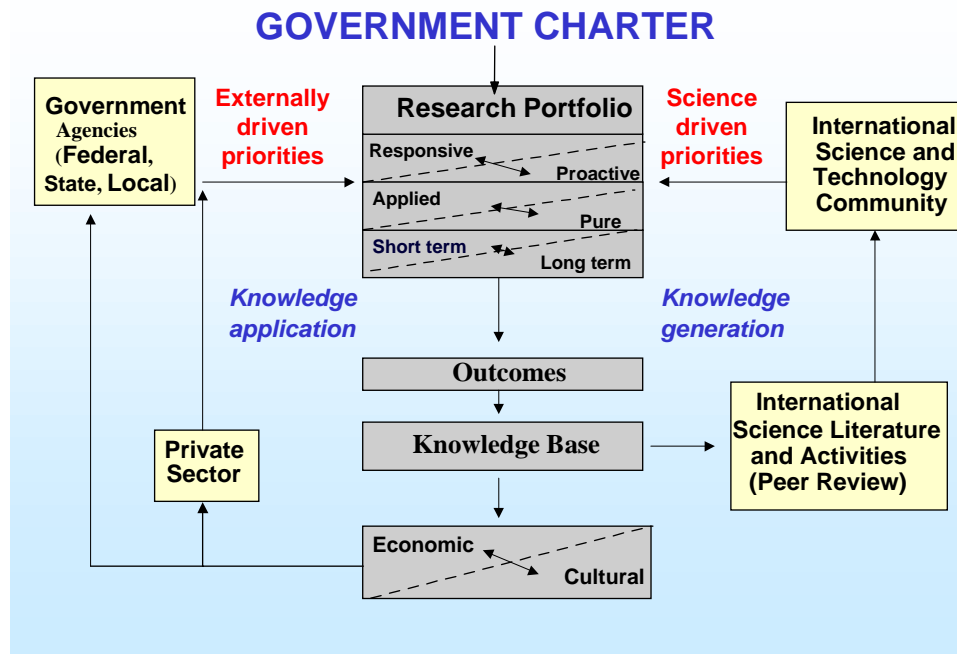 GOVERNMENT CHARTER
Government
Agencies
(Federal,
State, Local)
Externally
driven
priorities
Research Portfolio
Responsive
Proactive
Applied
Pure
Short term
Long term
Science
driven
priorities
International
Science and
Technology
Community
Knowledge
application
Knowledge
generation
Outcomes
Knowledge Base
Private
Sector
International
Science Literature
and Activities
(Peer Review)
Economic
Cultural